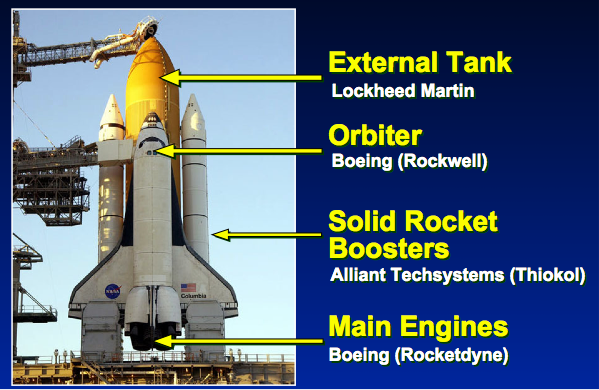 External Tank
Lockheed Martin
Orbiter
Boeing (Rockwell)
Solid Rocket
Boosters
Alliant Techsystems (Thiokol)
Main Engines
Boeing (Rocketdyne)
NASA
Columbia